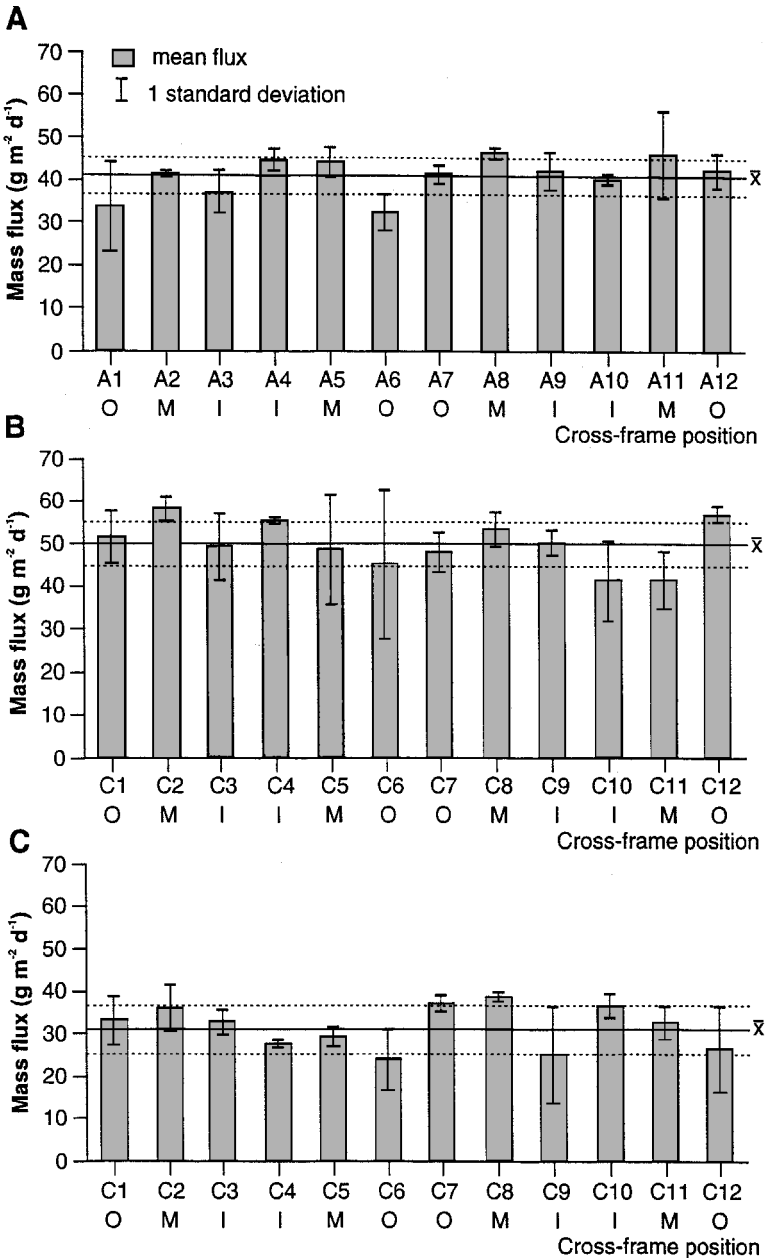 A
70
60
50
40
30
20
10
0
Mass flux (g m⁻² d⁻¹)
mean flux
1 standard deviation
x̄
A1 A2 A3 A4 A5 A6 A7 A8 A9 A10 A11 A12
O M I I M O O M I I M O
Cross-frame position
B
70
60
50
40
30
20
10
0
Mass flux (g m⁻² d⁻¹)
x̄
C1 C2 C3 C4 C5 C6 C7 C8 C9 C10 C11 C12
O M I I M O O M I I M O
Cross-frame position
C
70
60
50
40
30
20
10
0
Mass flux (g m⁻² d⁻¹)
x̄
C1 C2 C3 C4 C5 C6 C7 C8 C9 C10 C11 C12
O M I I M O O M I I M O
Cross-frame position